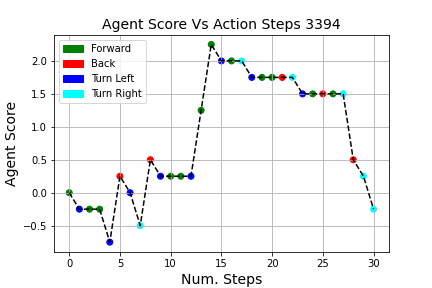 Agent Score Vs Action Steps 3394
Forward
Back
Turn Left
Turn Right
Agent Score
2.0
1.5
1.0
0.5
0.0
−0.5
0 5 10 15 20 25 30
Num. Steps